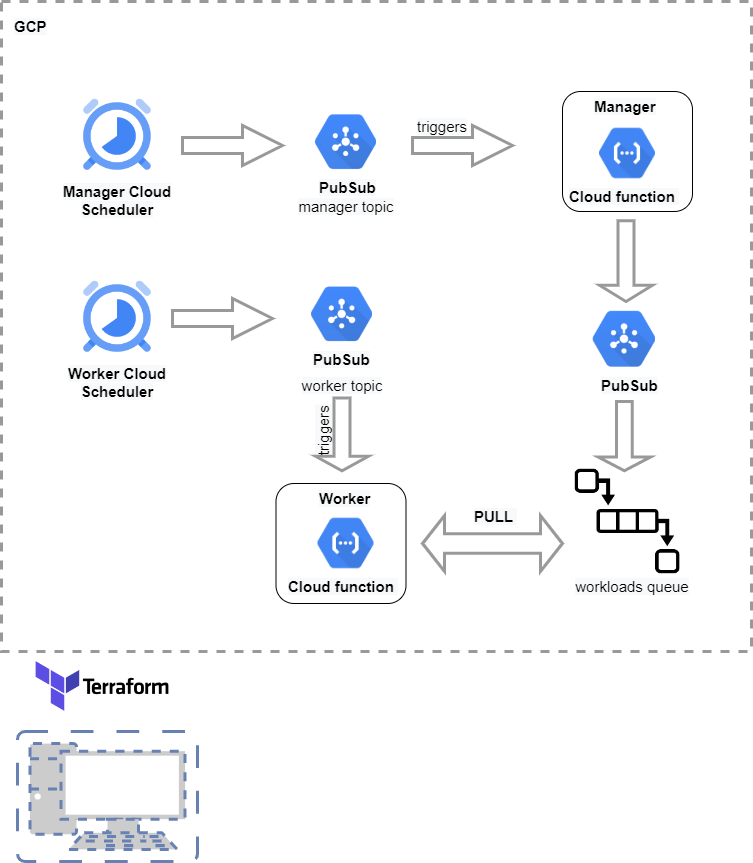 GCP
triggers
Manager
Manager Cloud
Scheduler
PubSub
manager topic
Cloud function
Worker Cloud
Scheduler
PubSub
worker topic
PubSub
triggers
Worker
Cloud function
PULL
workloads queue
Terraform